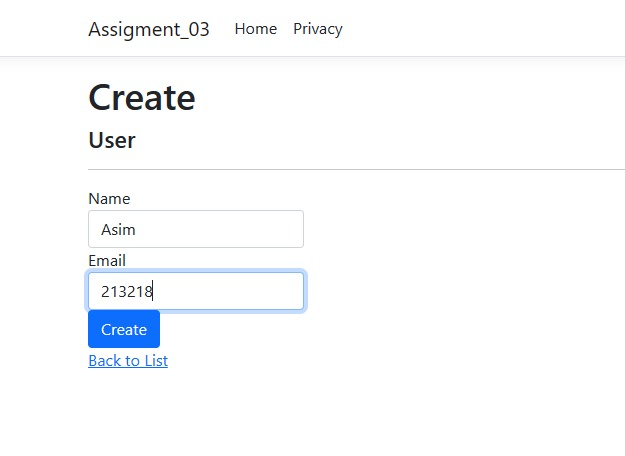 Assigment_03 Home Privacy
Create
User
Name
Asim
Email
213218
Create
Back to List